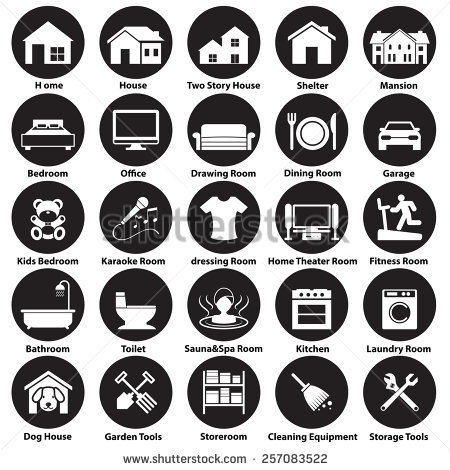 H ome House Two Story House Shelter Mansion
Bedroom Office Drawing Room Dining Room Garage
Kids Bedroom Karaoke Room dressing Room Home Theater Room Fitness Room
shutterstock
Bathroom Toilet Sauna&Spa Room Kitchen Laundry Room
Dog House Garden Tools Storeroom Cleaning Equipment Storage Tools
www.shutterstock.com · 257083522